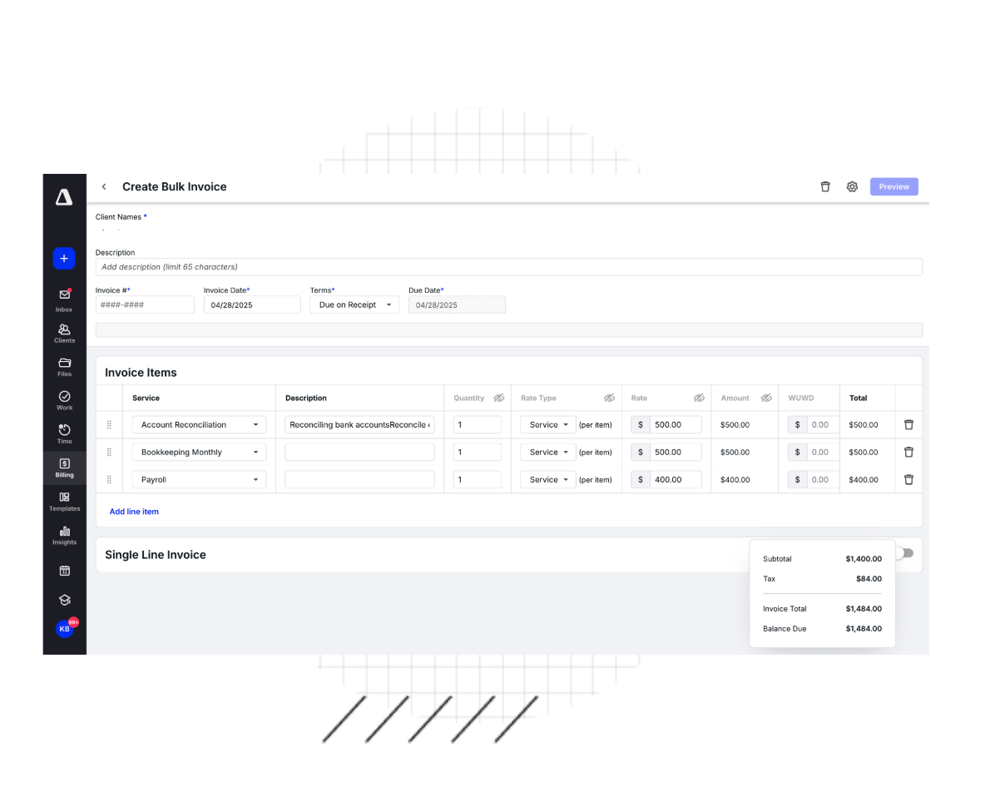 Create Bulk Invoice
Preview
Client Names *
Description
Add description (limit 65 characters)
Invoice #* Invoice Date* Terms* Due Date*
####-#### 04/28/2025 Due on Receipt 04/28/2025
Inbox
Clients
Files
Work
Time
Billing
Templates
Insights
31
KB
99+
Invoice Items
Service Description Quantity Rate Type Rate Amount WUWD Total
Account Reconciliation Reconciling bank accountsReconcile 1 Service (per item) $ 500.00 $500.00 $ 0.00 $500.00
Bookkeeping Monthly 1 Service (per item) $ 500.00 $500.00 $ 0.00 $500.00
Payroll 1 Service (per item) $ 400.00 $400.00 $ 0.00 $400.00
Add line item
Single Line Invoice
Subtotal $1,400.00
Tax $84.00
Invoice Total $1,484.00
Balance Due $1,484.00